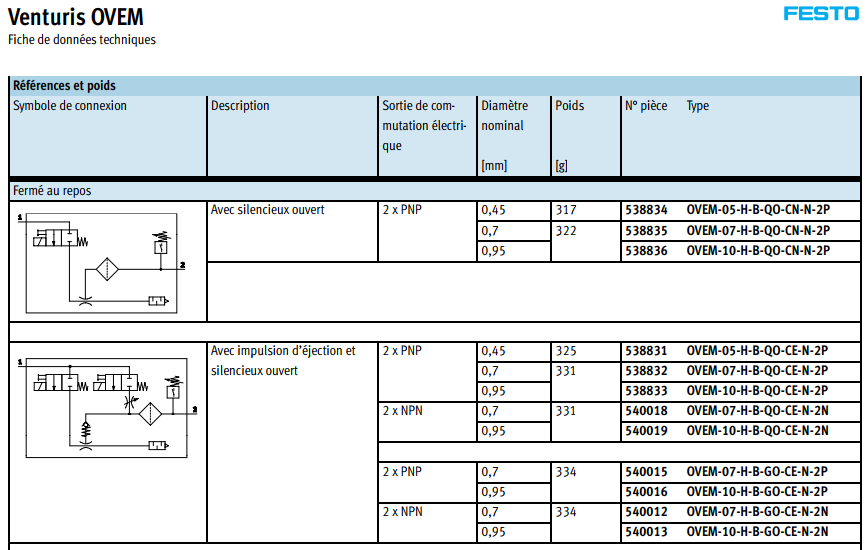 Venturis OVEM
FESTO
Fiche de données techniques
Références et poids
Symbole de connexion Description Sortie de com- Diamètre Poids N° pièce Type
mutation électri- nominal
que
[mm] [g]
Fermé au repos
Avec silencieux ouvert 2 x PNP 0,45 317 538834 OVEM-05-H-B-QO-CN-N-2P
1
0,7 322 538835 OVEM-07-H-B-QO-CN-N-2P
0,95 538836 OVEM-10-H-B-QO-CN-N-2P
2
Avec impulsion d'éjection et 2 x PNP 0,45 325 538831 OVEM-05-H-B-QO-CE-N-2P
1
silencieux ouvert 0,7 331 538832 OVEM-07-H-B-QO-CE-N-2P
0,95 538833 OVEM-10-H-B-QO-CE-N-2P
2 x NPN 0,7 331 540018 OVEM-07-H-B-QO-CE-N-2N
2
0,95 540019 OVEM-10-H-B-QO-CE-N-2N
2 x PNP 0,7 334 540015 OVEM-07-H-B-GO-CE-N-2P
0,95 540016 OVEM-10-H-B-GO-CE-N-2P
2 x NPN 0,7 334 540012 OVEM-07-H-B-GO-CE-N-2N
0,95 540013 OVEM-10-H-B-GO-CE-N-2N